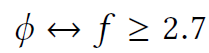 𝜙 ↔ 𝑓 ≥ 2.7